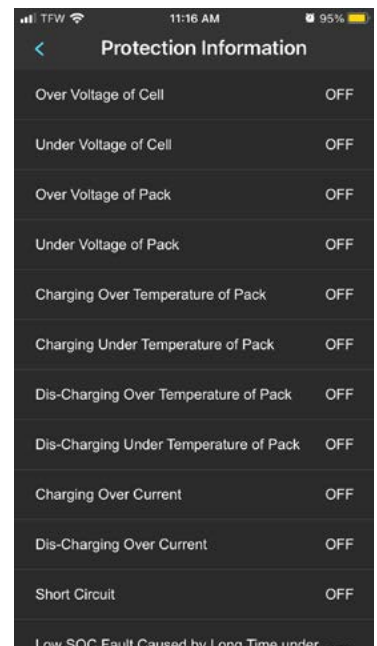 TFW 11:16 AM 95%
Protection Information
Over Voltage of Cell OFF
Under Voltage of Cell OFF
Over Voltage of Pack OFF
Under Voltage of Pack OFF
Charging Over Temperature of Pack OFF
Charging Under Temperature of Pack OFF
Dis-Charging Over Temperature of Pack OFF
Dis-Charging Under Temperature of Pack OFF
Charging Over Current OFF
Dis-Charging Over Current OFF
Short Circuit OFF
Low SOC Fault Caused by Long Time under